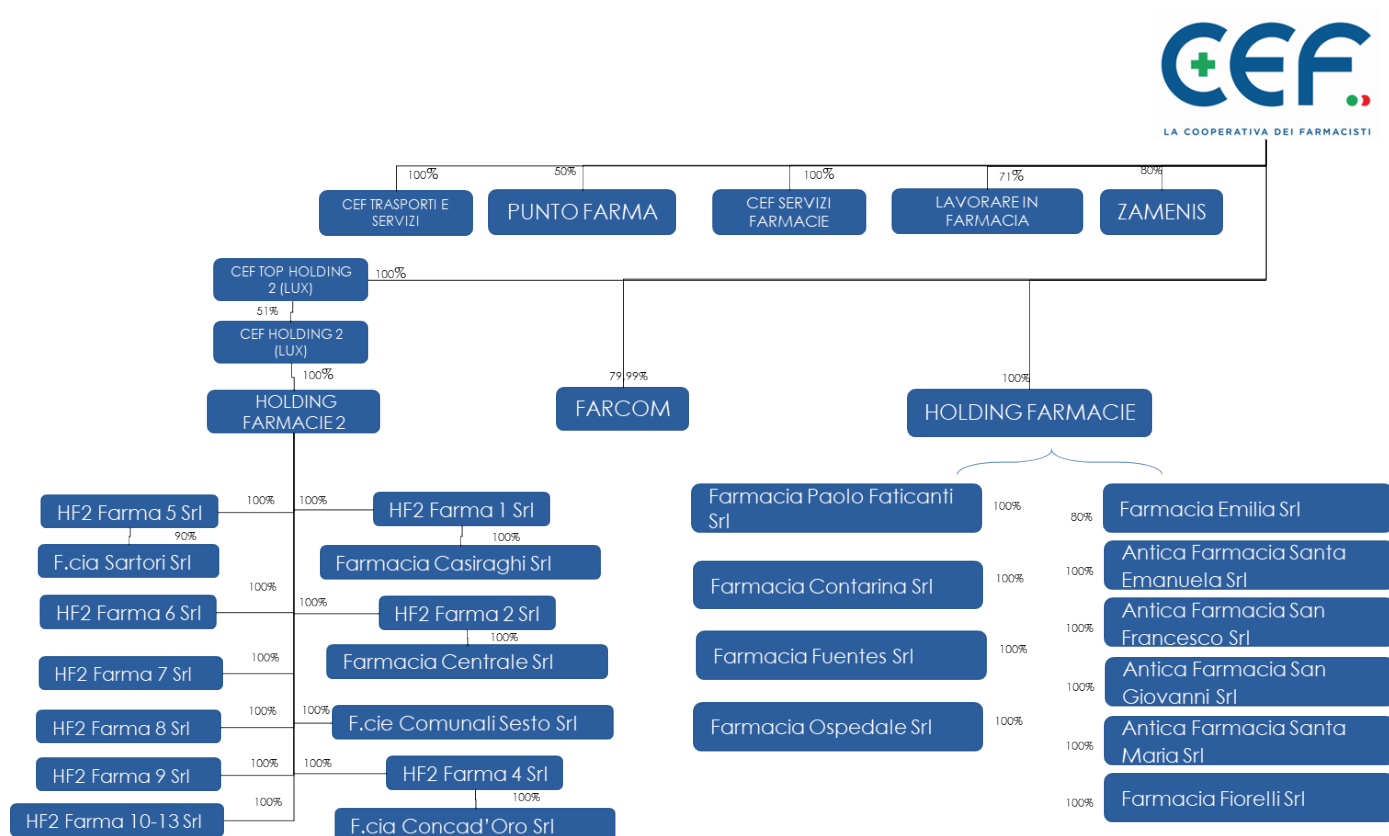 CEF
LA COOPERATIVA DEI FARMACISTI
100%
50%
100%
71%
80%
CEF TRASPORTI E
SERVIZI
PUNTO FARMA
CEF SERVIZI
FARMACIE
LAVORARE IN
FARMACIA
ZAMENIS
CEF TOP HOLDING
2 (LUX)
100%
51%
CEF HOLDING 2
(LUX)
100%
HOLDING
FARMACIE 2
79,99%
FARCOM
100%
HOLDING FARMACIE
HF2 Farma 5 Srl
100%
90%
F.cia Sartori Srl
100%
HF2 Farma 6 Srl
100%
HF2 Farma 7 Srl
100%
HF2 Farma 8 Srl
100%
HF2 Farma 9 Srl
100%
HF2 Farma 10-13 Srl
100%
HF2 Farma 1 Srl
100%
Farmacia Casiraghi Srl
100%
HF2 Farma 2 Srl
100%
Farmacia Centrale Srl
100%
F.cie Comunali Sesto Srl
100%
HF2 Farma 4 Srl
100%
F.cia Concad'Oro Srl
Farmacia Paolo Faticanti
Srl
100%
Farmacia Contarina Srl
100%
Farmacia Fuentes Srl
100%
Farmacia Ospedale Srl
100%
80%
Farmacia Emilia Srl
100%
Antica Farmacia Santa
Emanuela Srl
100%
Antica Farmacia San
Francesco Srl
100%
Antica Farmacia San
Giovanni Srl
100%
Antica Farmacia Santa
Maria Srl
100%
Farmacia Fiorelli Srl